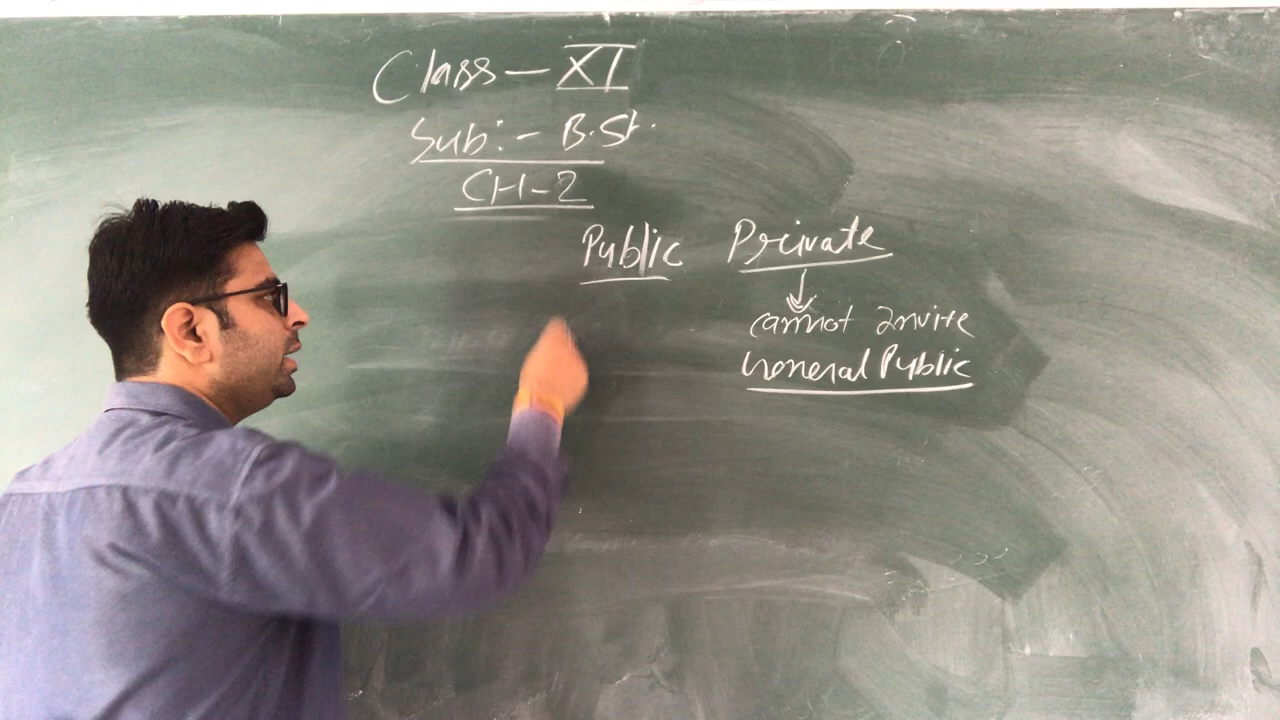 Class - XI
Sub :- B.St.
CH-2
Public Private
cannot invite
General Public